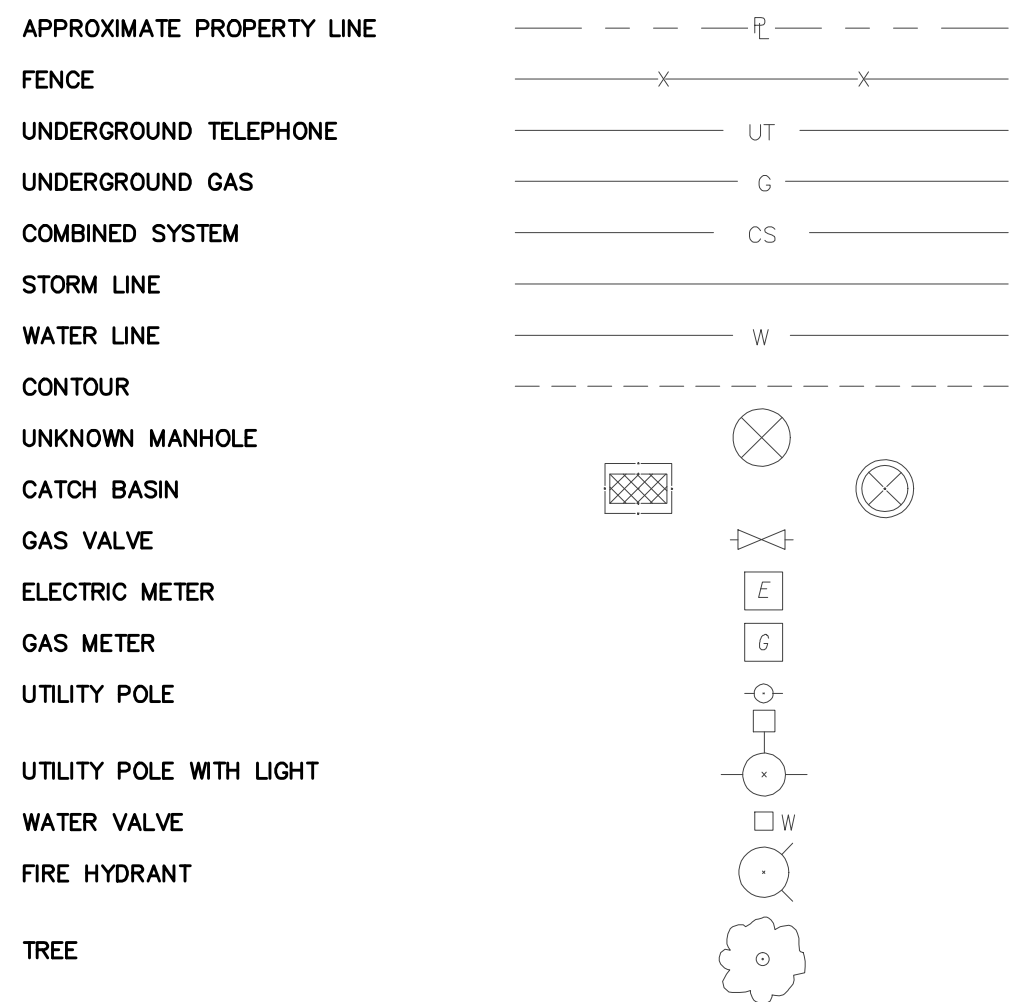 APPROXIMATE PROPERTY LINE PL
FENCE X X
UNDERGROUND TELEPHONE UT
UNDERGROUND GAS G
COMBINED SYSTEM CS
STORM LINE
WATER LINE W
CONTOUR
UNKNOWN MANHOLE
CATCH BASIN
GAS VALVE
ELECTRIC METER E
GAS METER G
UTILITY POLE
UTILITY POLE WITH LIGHT
WATER VALVE W
FIRE HYDRANT
TREE